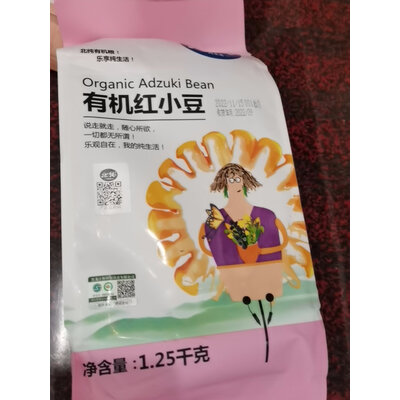 北纯有机粮！
乐享纯生活！
Organic Adzuki Bean
有机红小豆
说走就走，随心所欲，
一切都无所谓！
乐观自在，我的纯生活！
净含量：1.25千克